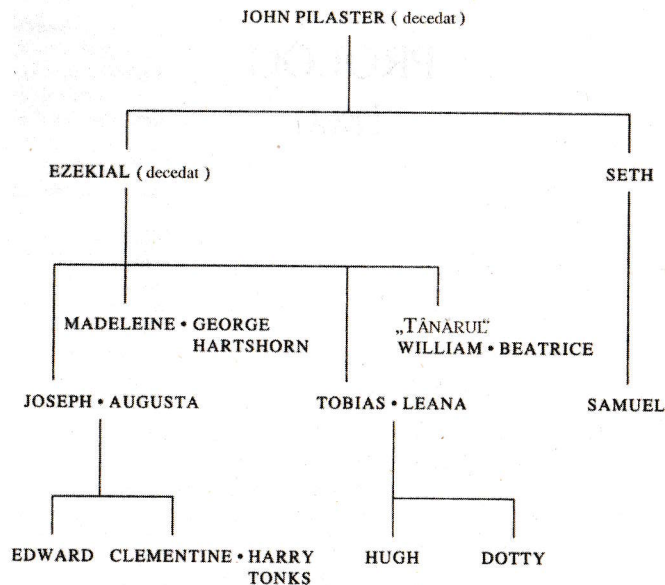 JOHN PILASTER ( decedat )
EZEKIAL ( decedat )
SETH
MADELEINE • GEORGE
HARTSHORN
„TÂNĂRUL”
WILLIAM • BEATRICE
JOSEPH • AUGUSTA
TOBIAS • LEANA
SAMUEL
EDWARD
CLEMENTINE • HARRY
TONKS
HUGH
DOTTY